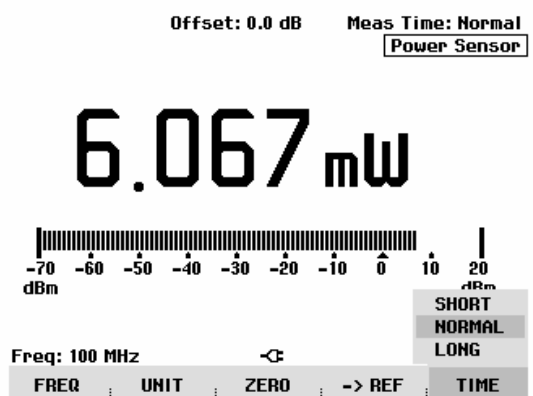 Offset: 0.0 dB Meas Time: Normal
Power Sensor
6.067 mW
-70 -60 -50 -40 -30 -20 -10 0 10 20
dBm dBm
SHORT
NORMAL
LONG
Freq: 100 MHz
FREQ UNIT ZERO -> REF TIME